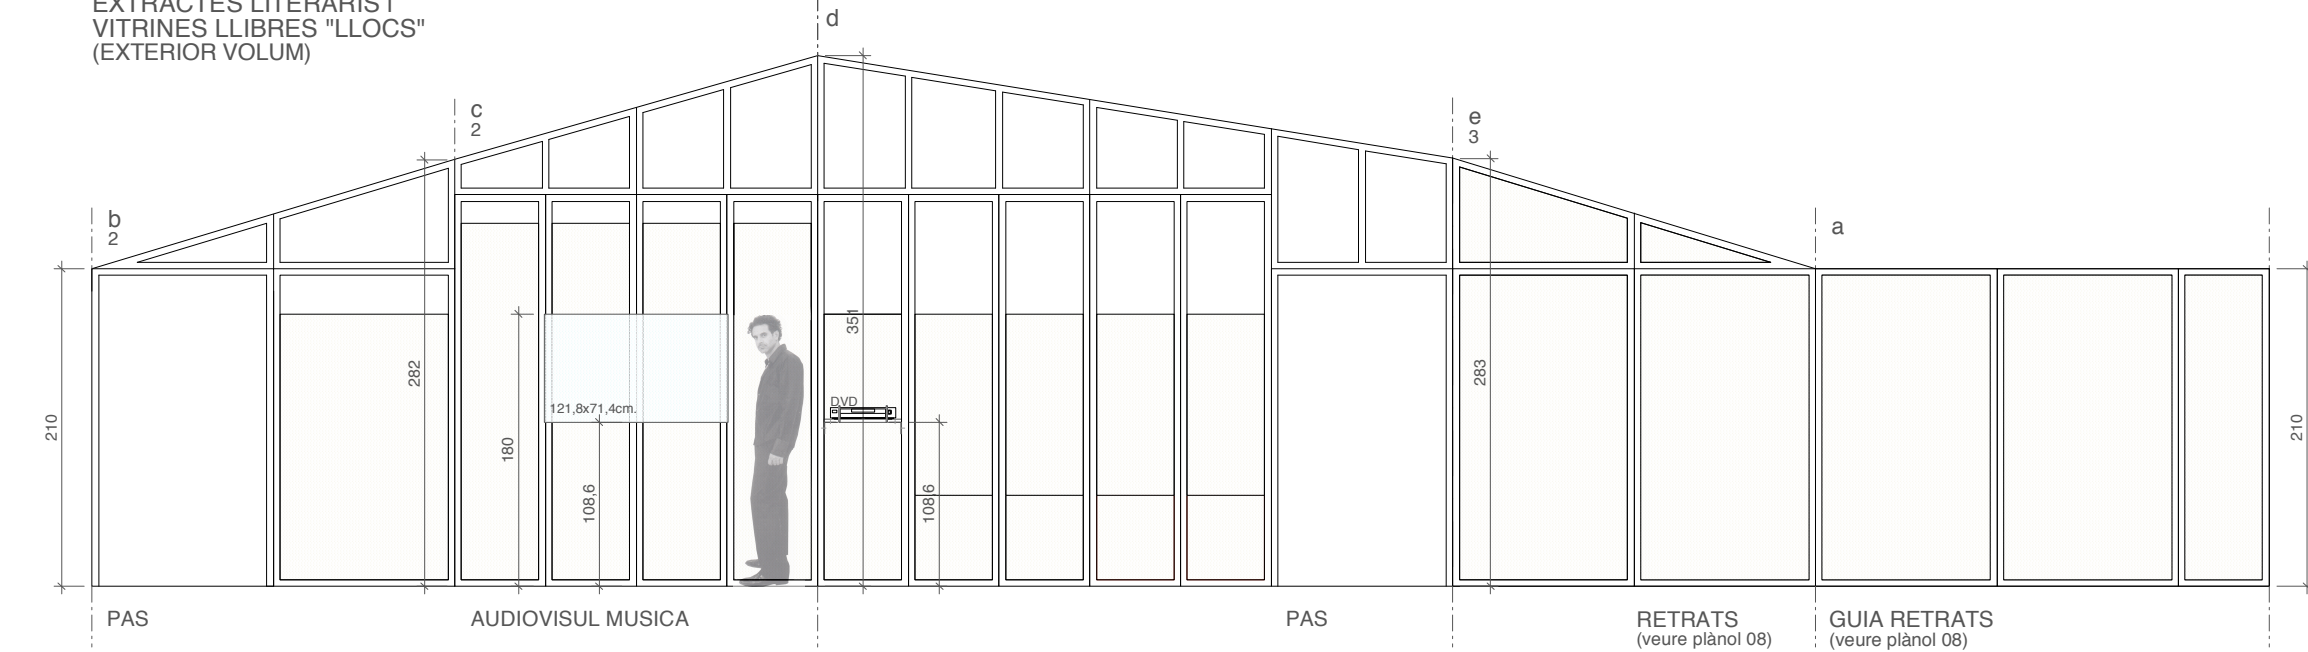 EXTRACTES LITERARIS I
VITRINES LLIBRES "LLOCS"
(EXTERIOR VOLUM)
d
c
2
e
3
b
2
a
351
282
283
210
210
121,8x71,4cm.
DVD
180
108,6
108,6
PAS
AUDIOVISUL MUSICA
PAS
RETRATS
(veure plànol 08)
GUIA RETRATS
(veure plànol 08)